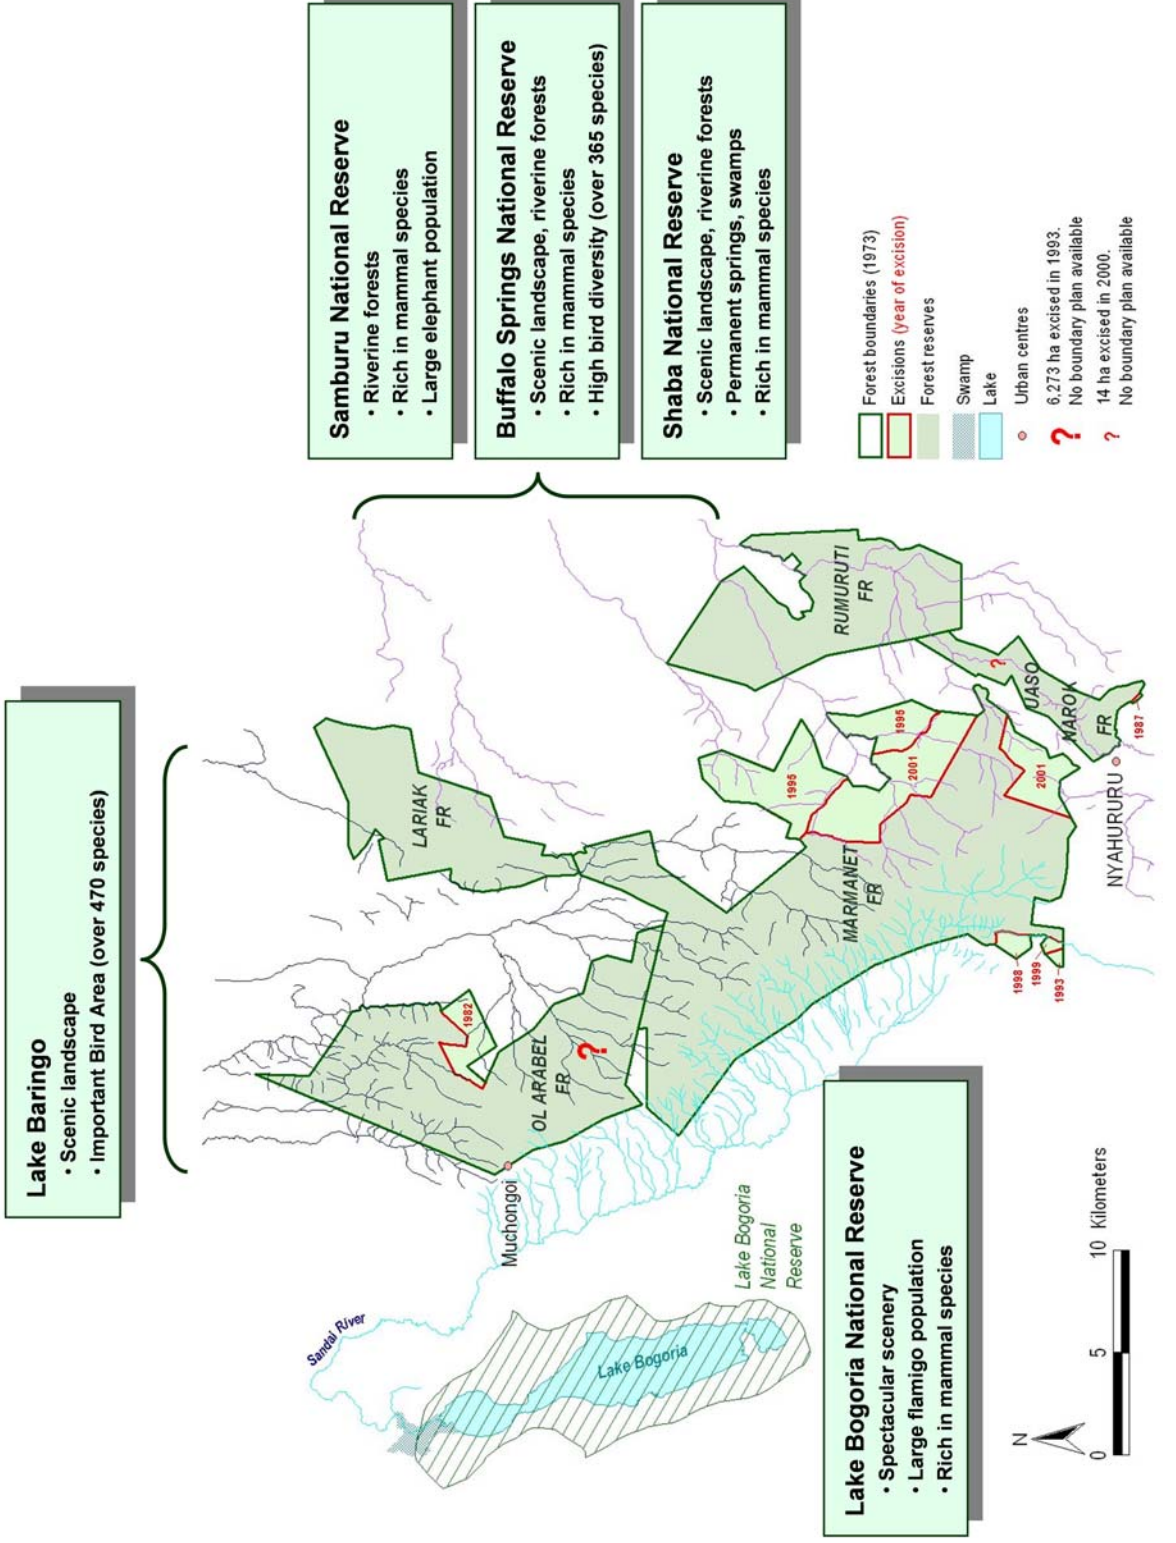 Lake Baringo
• Scenic landscape
• Important Bird Area (over 470 species)
Samburu National Reserve
• Riverine forests
• Rich in mammal species
• Large elephant population
Buffalo Springs National Reserve
• Scenic landscape, riverine forests
• Rich in mammal species
• High bird diversity (over 365 species)
Shaba National Reserve
• Scenic landscape, riverine forests
• Permanent springs, swamps
• Rich in mammal species
Sandai River
Muchongoi
Lake Bogoria
Lake Bogoria
National
Reserve
OL ARABEL
FR
?
1982
LARIAK
FR
MARMANET
FR
1995
2001
1995
2001
1998
1999
1993
RUMURUTI
FR
?
UASO
NAROK
FR
1987
NYAHURURU
Lake Bogoria National Reserve
• Spectacular scenery
• Large flamigo population
• Rich in mammal species
N
0 5 10 Kilometers
Forest boundaries (1973)
Excisions (year of excision)
Forest reserves
Swamp
Lake
Urban centres
? 6.273 ha excised in 1993.
No boundary plan available
? 14 ha excised in 2000.
No boundary plan available